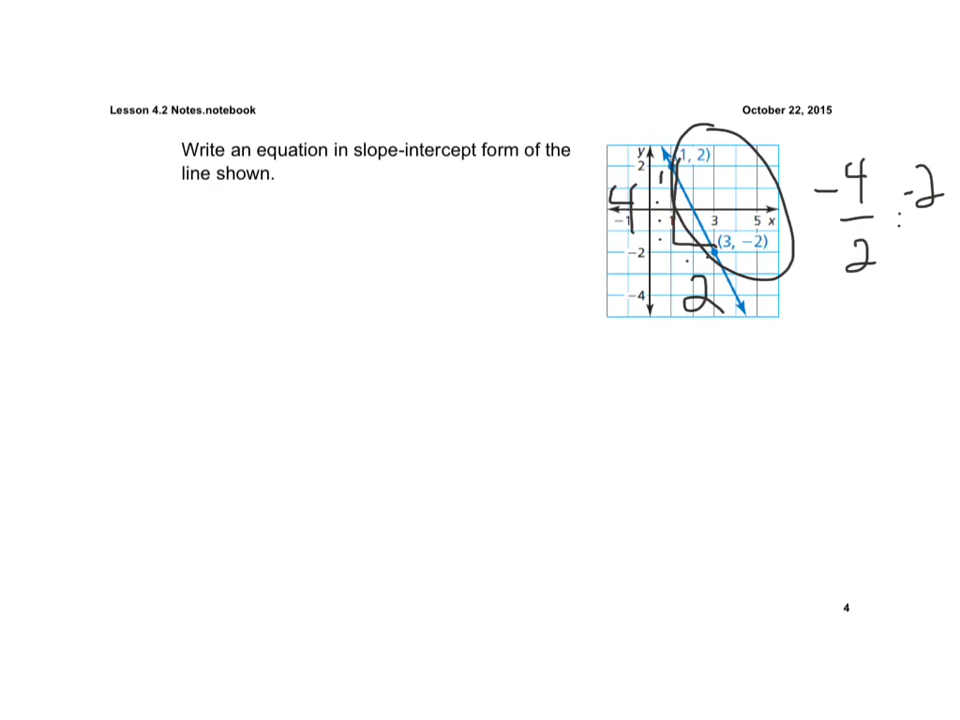 Lesson 4.2 Notes.notebook
October 22, 2015
Write an equation in slope-intercept form of the
line shown.
y
2
(1, 2)
4
-1
1
3
5 x
(3, −2)
−2
−4
2
-4
2
: -2
4